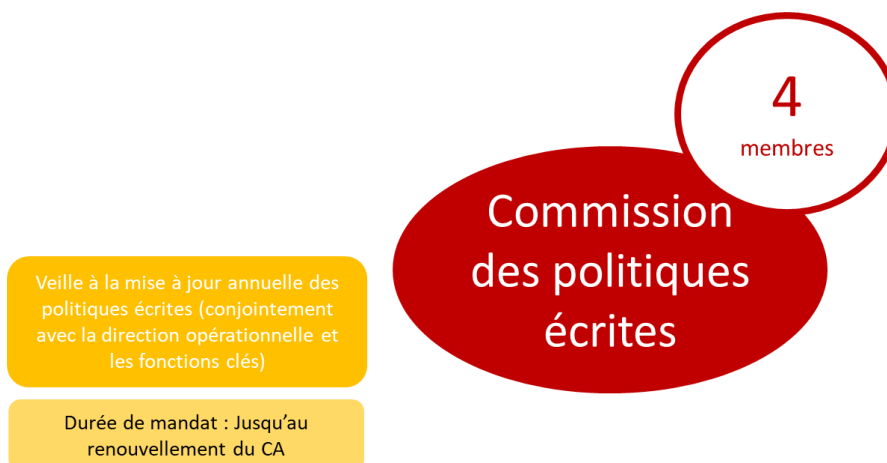 4
membres
Commission
des politiques
écrites
Veille à la mise à jour annuelle des
politiques écrites (conjointement
avec la direction opérationnelle et
les fonctions clés)
Durée de mandat : Jusqu’au
renouvellement du CA